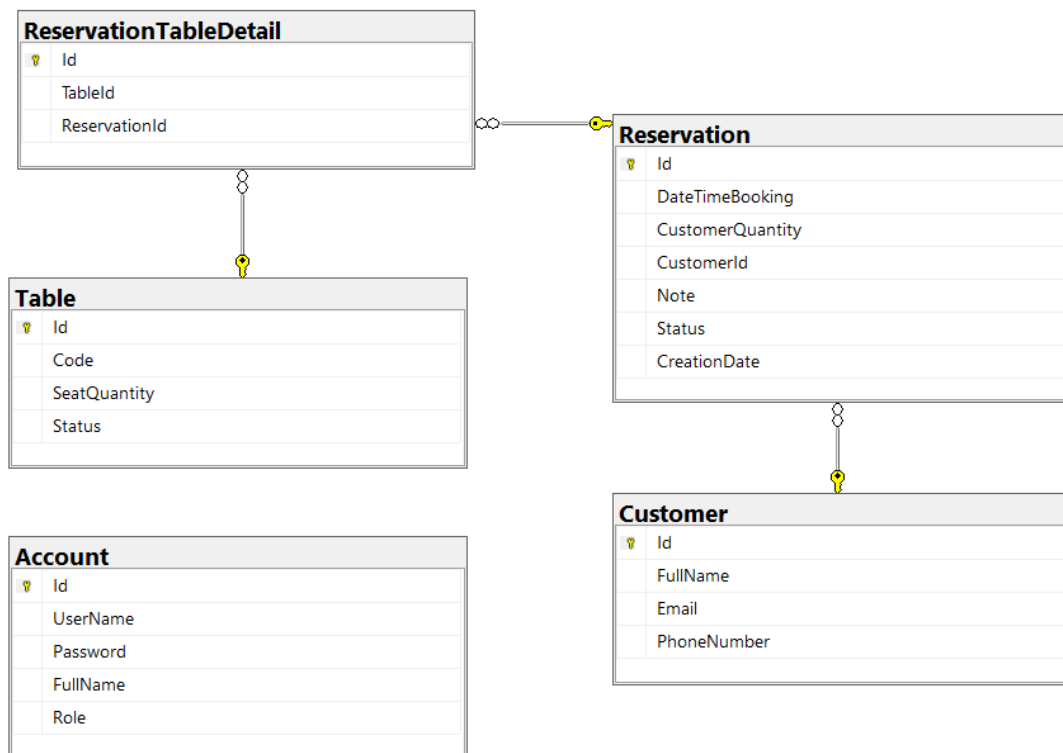 ReservationTableDetail
Id
TableId
ReservationId
Reservation
Id
DateTimeBooking
CustomerQuantity
CustomerId
Note
Status
CreationDate
Table
Id
Code
SeatQuantity
Status
Customer
Id
FullName
Email
PhoneNumber
Account
Id
UserName
Password
FullName
Role